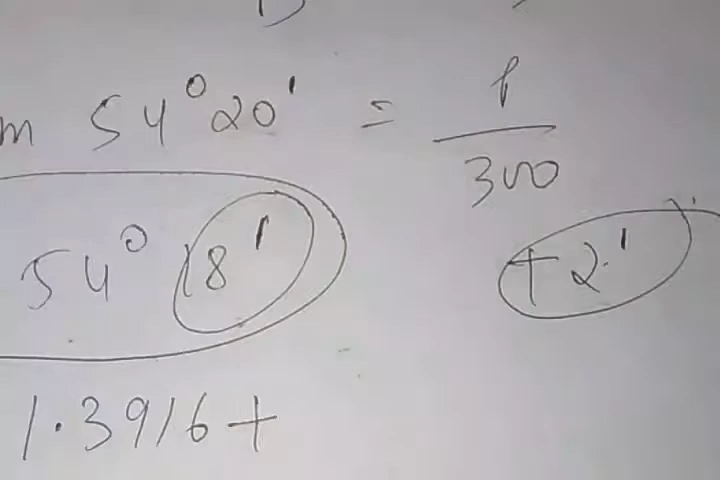 m 54°20' = P/300
54° 18' +2'
1.3916+